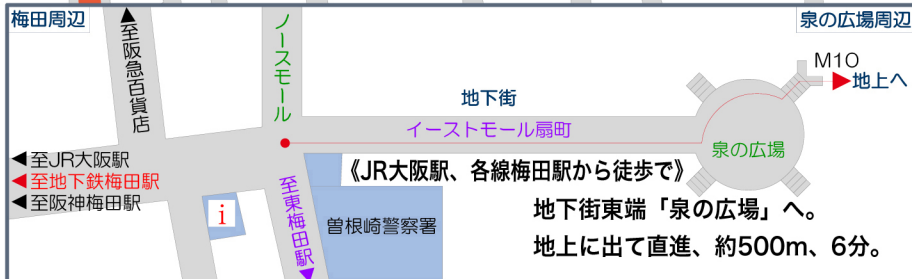 梅田周辺
泉の広場周辺
▲至阪急百貨店
ノースモール
M10
▶地上へ
地下街
イーストモール扇町
泉の広場
◀至JR大阪駅
◀至地下鉄梅田駅
◀至阪神梅田駅
i
至東梅田駅▼
曽根崎警察署
《JR大阪駅、各線梅田駅から徒歩で》
地下街東端「泉の広場」へ。
地上に出て直進、約500m、6分。